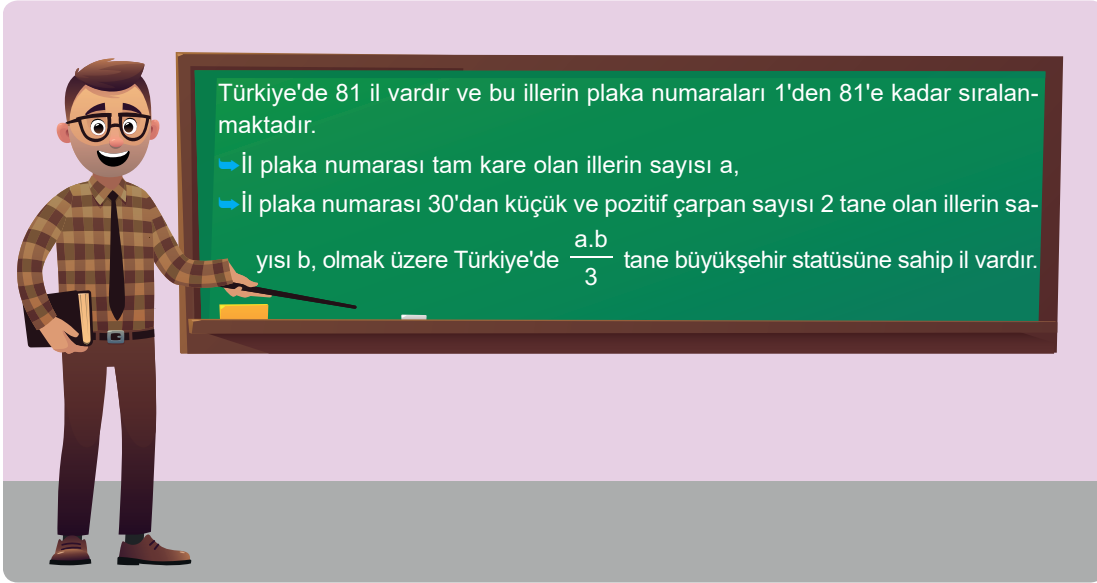 Türkiye'de 81 il vardır ve bu illerin plaka numaraları 1'den 81'e kadar sıralan-
maktadır.
➥İl plaka numarası tam kare olan illerin sayısı a,
➥İl plaka numarası 30'dan küçük ve pozitif çarpan sayısı 2 tane olan illerin sa-
yısı b, olmak üzere Türkiye'de a.b/3 tane büyükşehir statüsüne sahip il vardır.